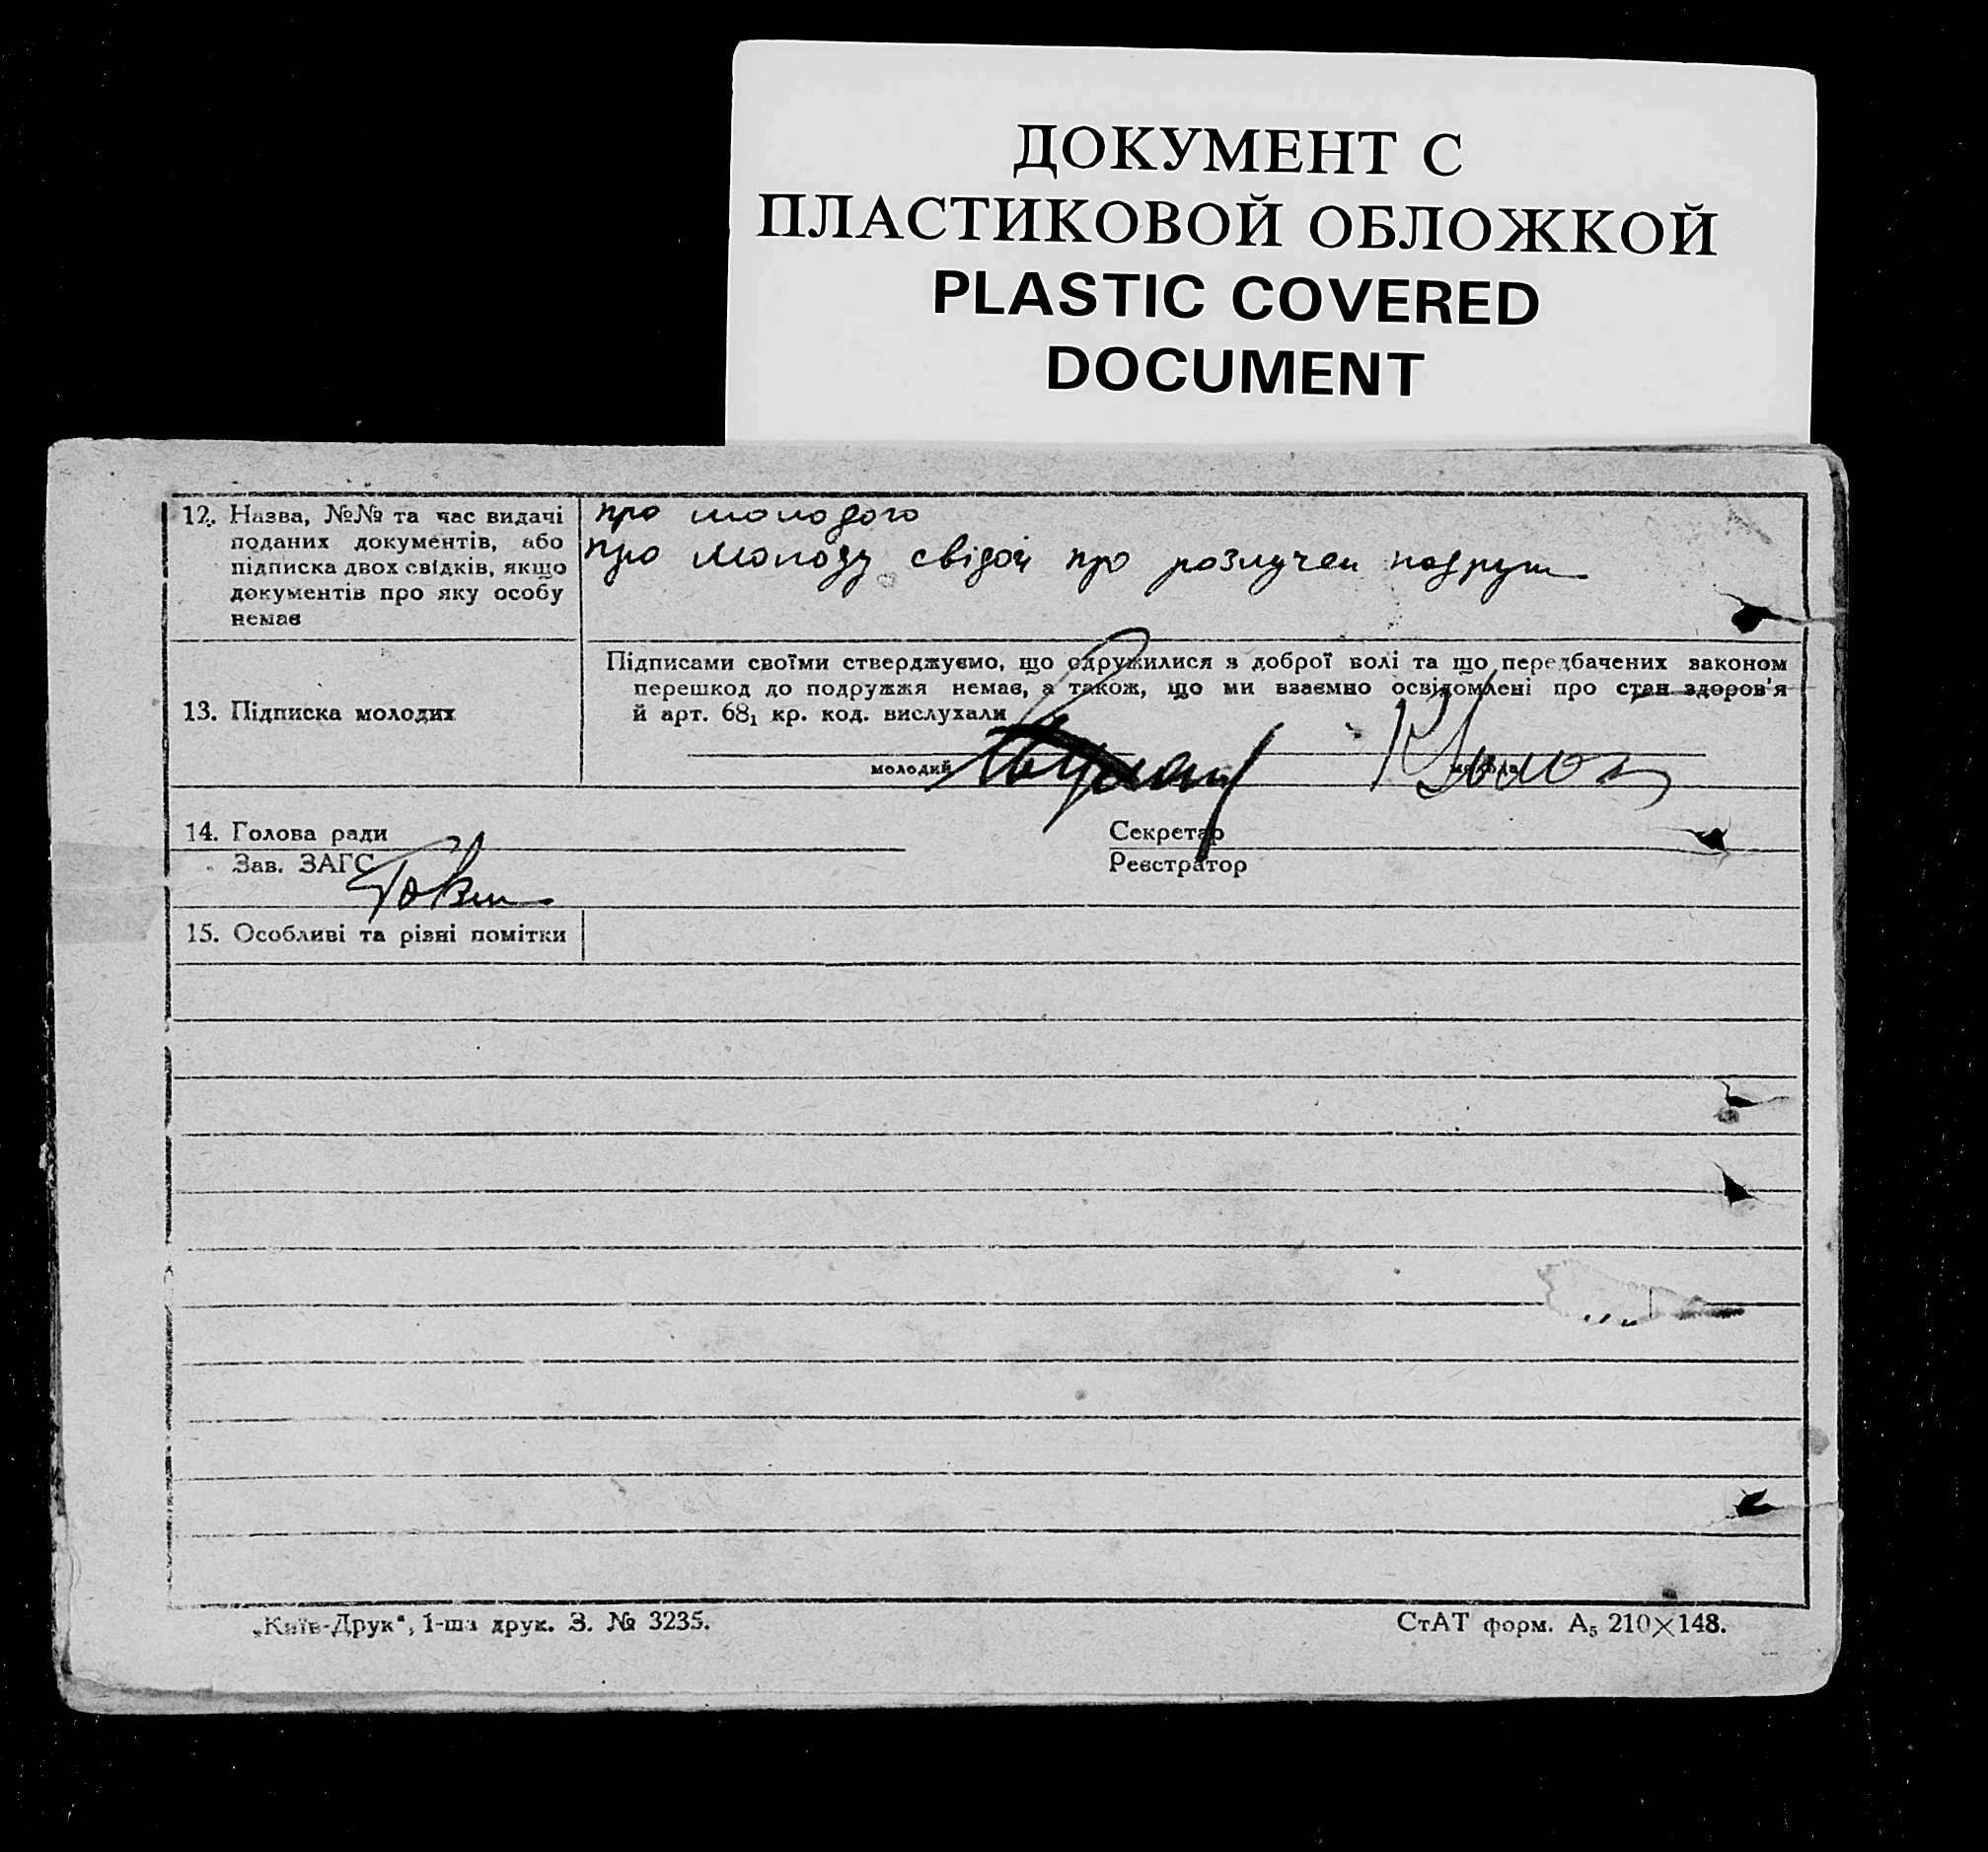 ДОКУМЕНТ С
ПЛАСТИКОВОЙ ОБЛОЖКОЙ
PLASTIC COVERED
DOCUMENT
12. Назва, №№ та час видачі
поданих документів, або
підписка двох свідків, якщо
документів про яку особу
немає
про молодого
про молоду свідоц про розлучен подруж
13. Підписка молодих
Підписами своїми стверджуємо, що одружилися з доброї волі та що передбачених законом
перешкод до подружжя немає, а також, що ми взаємно освідомлені про стан здоров'я
й арт. 68₁ кр. код. вислухали
молодий
молода
14. Голова ради
Секретар
Зав. ЗАГС
Реєстратор
15. Особливі та різні помітки
„Київ-Друк“, 1-ша друк. З. № 3235.
СтАТ форм. А₅ 210×148.